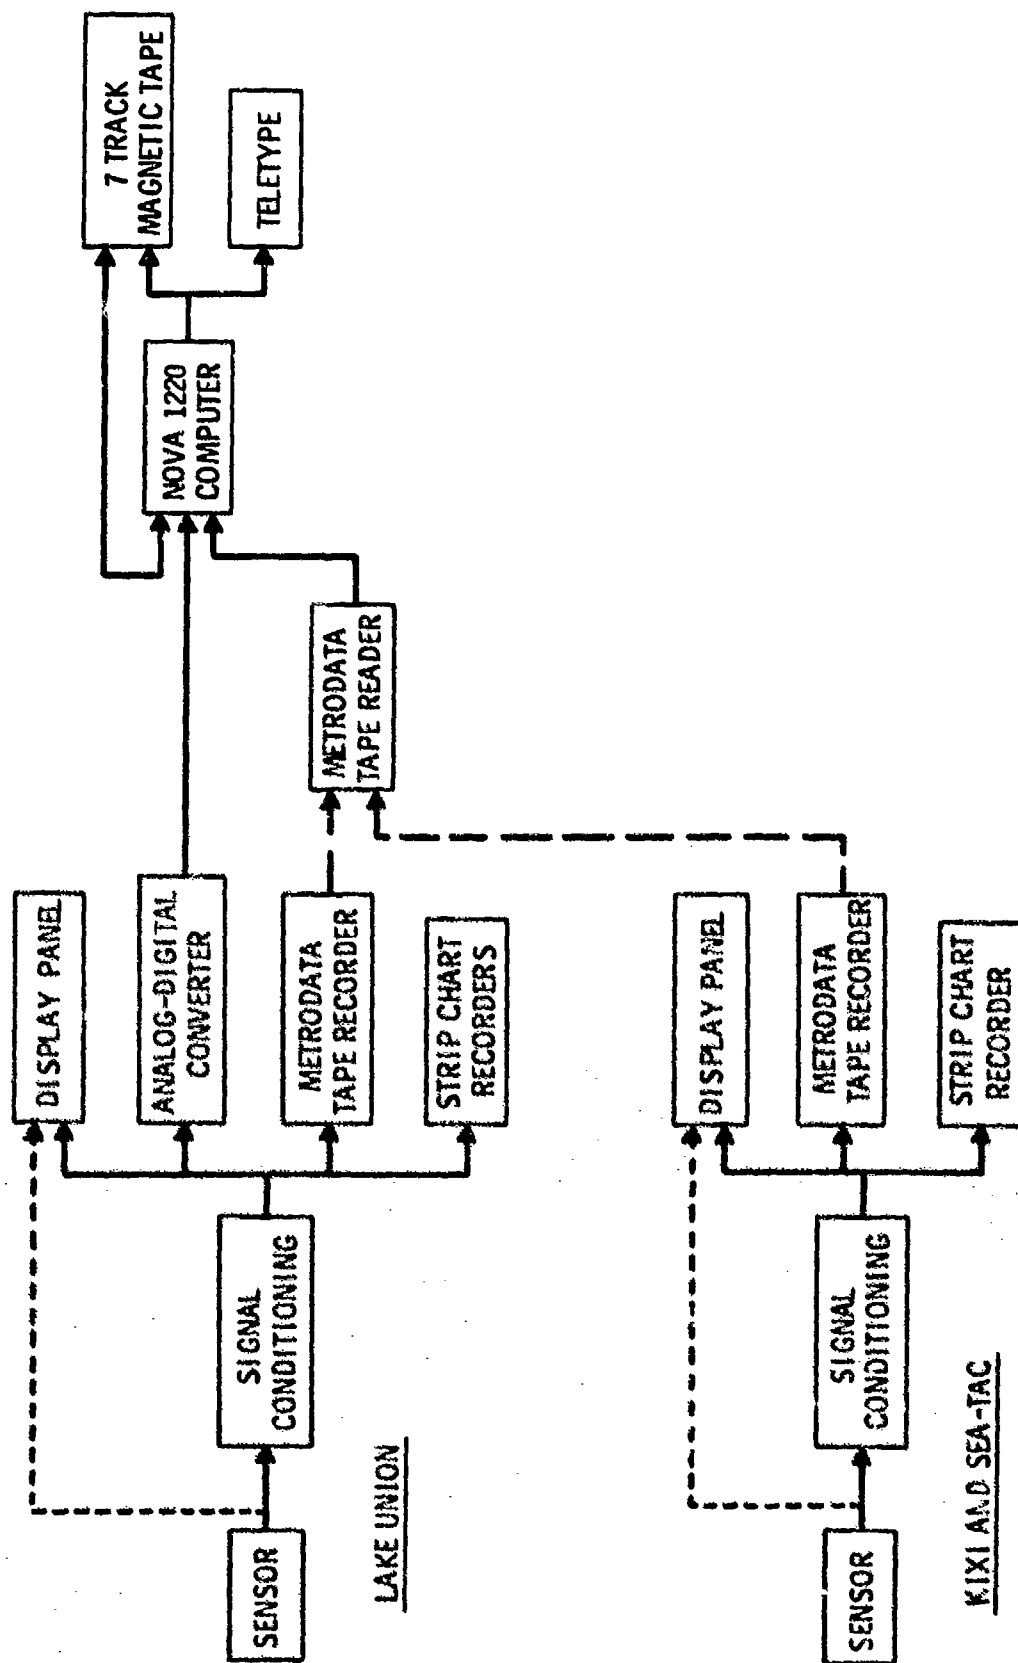 SENSOR
SIGNAL
CONDITIONING
DISPLAY PANEL
ANALOG-DIGITAL
CONVERTER
METRODATA
TAPE RECORDER
STRIP CHART
RECORDERS
METRODATA
TAPE READER
NOVA 1220
COMPUTER
7 TRACK
MAGNETIC TAPE
TELETYPE
LAKE UNION
SENSOR
SIGNAL
CONDITIONING
DISPLAY PANEL
METRODATA
TAPE RECORDER
STRIP CHART
RECORDER
KIXI AND SEA-TAC